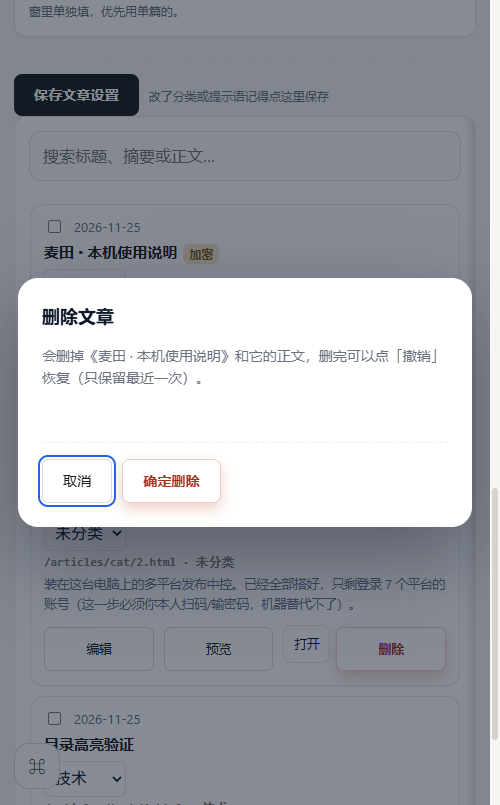 窗里单独填，优先用单篇的。
保存文章设置 改了分类或提示语记得点这里保存
搜索标题、摘要或正文...
2026-11-25
麦田·本机使用说明 加密
删除文章
会删掉《麦田 · 本机使用说明》和它的正文，删完可以点「撤销」
恢复（只保留最近一次）。
取消 确定删除
未分类
/articles/cat/2.html · 未分类
装在这台电脑上的多平台发布中控。已经全部搭好，只剩登录 7 个平台的
账号（这一步必须你本人扫码/输密码，机器替代不了）。
编辑 预览 打开 删除
2026-11-25
目录高亮验证
技术